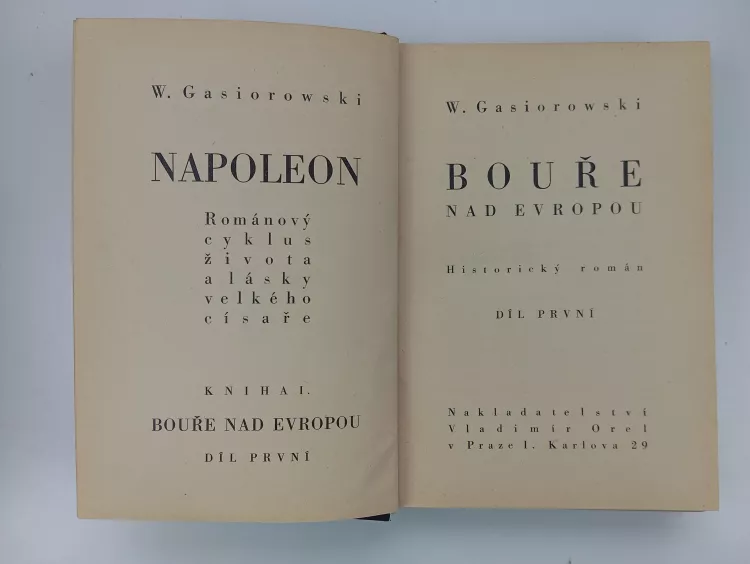 W. Gasiorowski
NAPOLEON
Románový
cyklus
života
a lásky
velkého
císaře
KNIHA I.
BOUŘE NAD EVROPOU
DÍL PRVNÍ
W. Gasiorowski
BOUŘE
NAD EVROPOU
Historický román
DÍL PRVNÍ
Nakladatelství
Vladimír Orel
v Praze I. Karlova 29